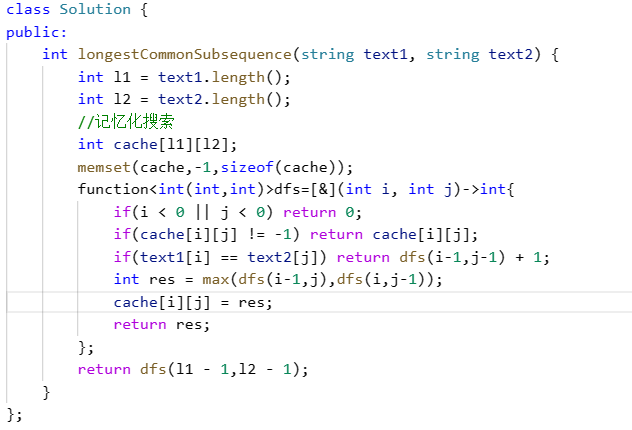 class Solution {
public:
    int longestCommonSubsequence(string text1, string text2) {
        int l1 = text1.length();
        int l2 = text2.length();
        //记忆化搜索
        int cache[l1][l2];
        memset(cache,-1,sizeof(cache));
        function<int(int,int)>dfs=[&](int i, int j)->int{
            if(i < 0 || j < 0) return 0;
            if(cache[i][j] != -1) return cache[i][j];
            if(text1[i] == text2[j]) return dfs(i-1,j-1) + 1;
            int res = max(dfs(i-1,j),dfs(i,j-1));
            cache[i][j] = res;
            return res;
        };
        return dfs(l1 - 1,l2 - 1);
    }
};